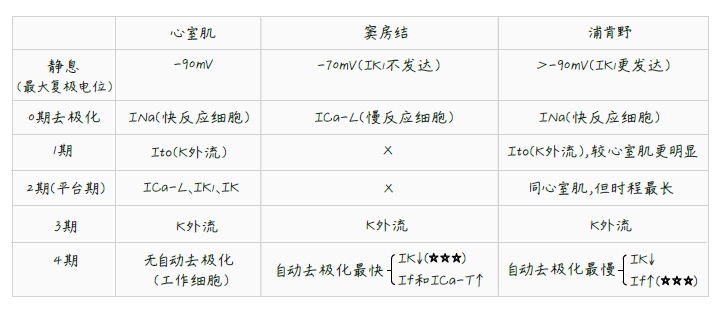 心室肌 窦房结 浦肯野
静息 -90mV -70mV(IK1不发达) >-90mV(IK1更发达)
(最大复极电位)
0期去极化 INa(快反应细胞) ICa-L(慢反应细胞) INa(快反应细胞)
1期 Ito(K外流) × Ito(K外流),较心室肌更明显
2期(平台期) ICa-L、IK1、IK × 同心室肌,但时程最长
3期 K外流 K外流 K外流
4期 无自动去极化 自动去极化最快 IK↓(★★★) 自动去极化最慢 IK↓
(工作细胞) If和ICa-T↑ If↑(★★★)